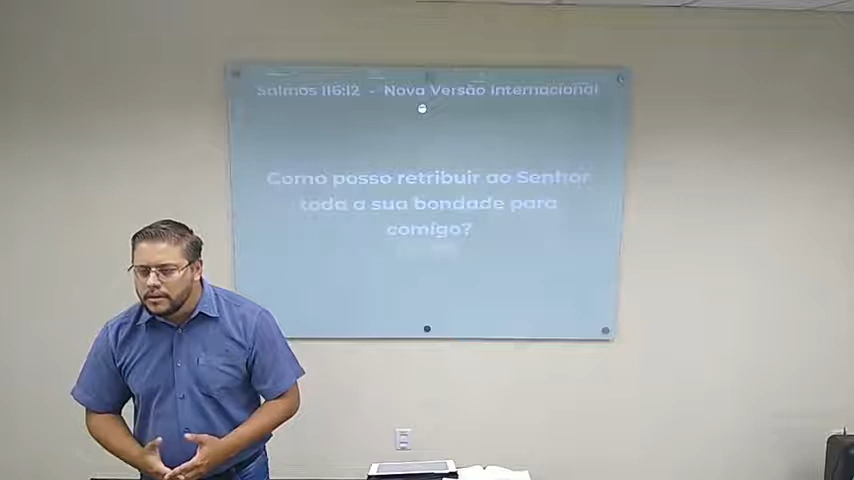 Salmos 116:12 - Nova Versão Internacional
Como posso retribuir ao Senhor
toda a sua bondade para
comigo?